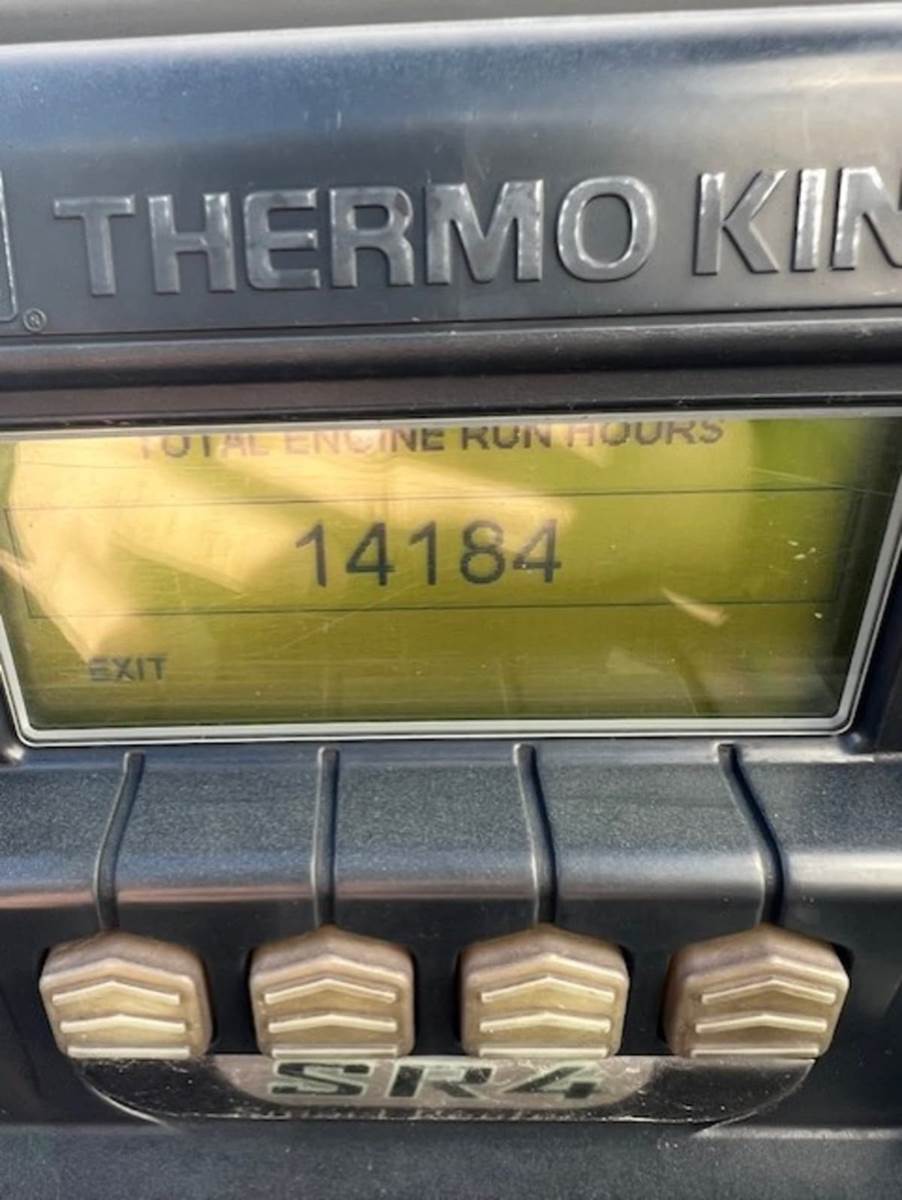 THERMO KIN
®
TOTAL ENGINE RUN HOURS
14184
EXIT
SR4